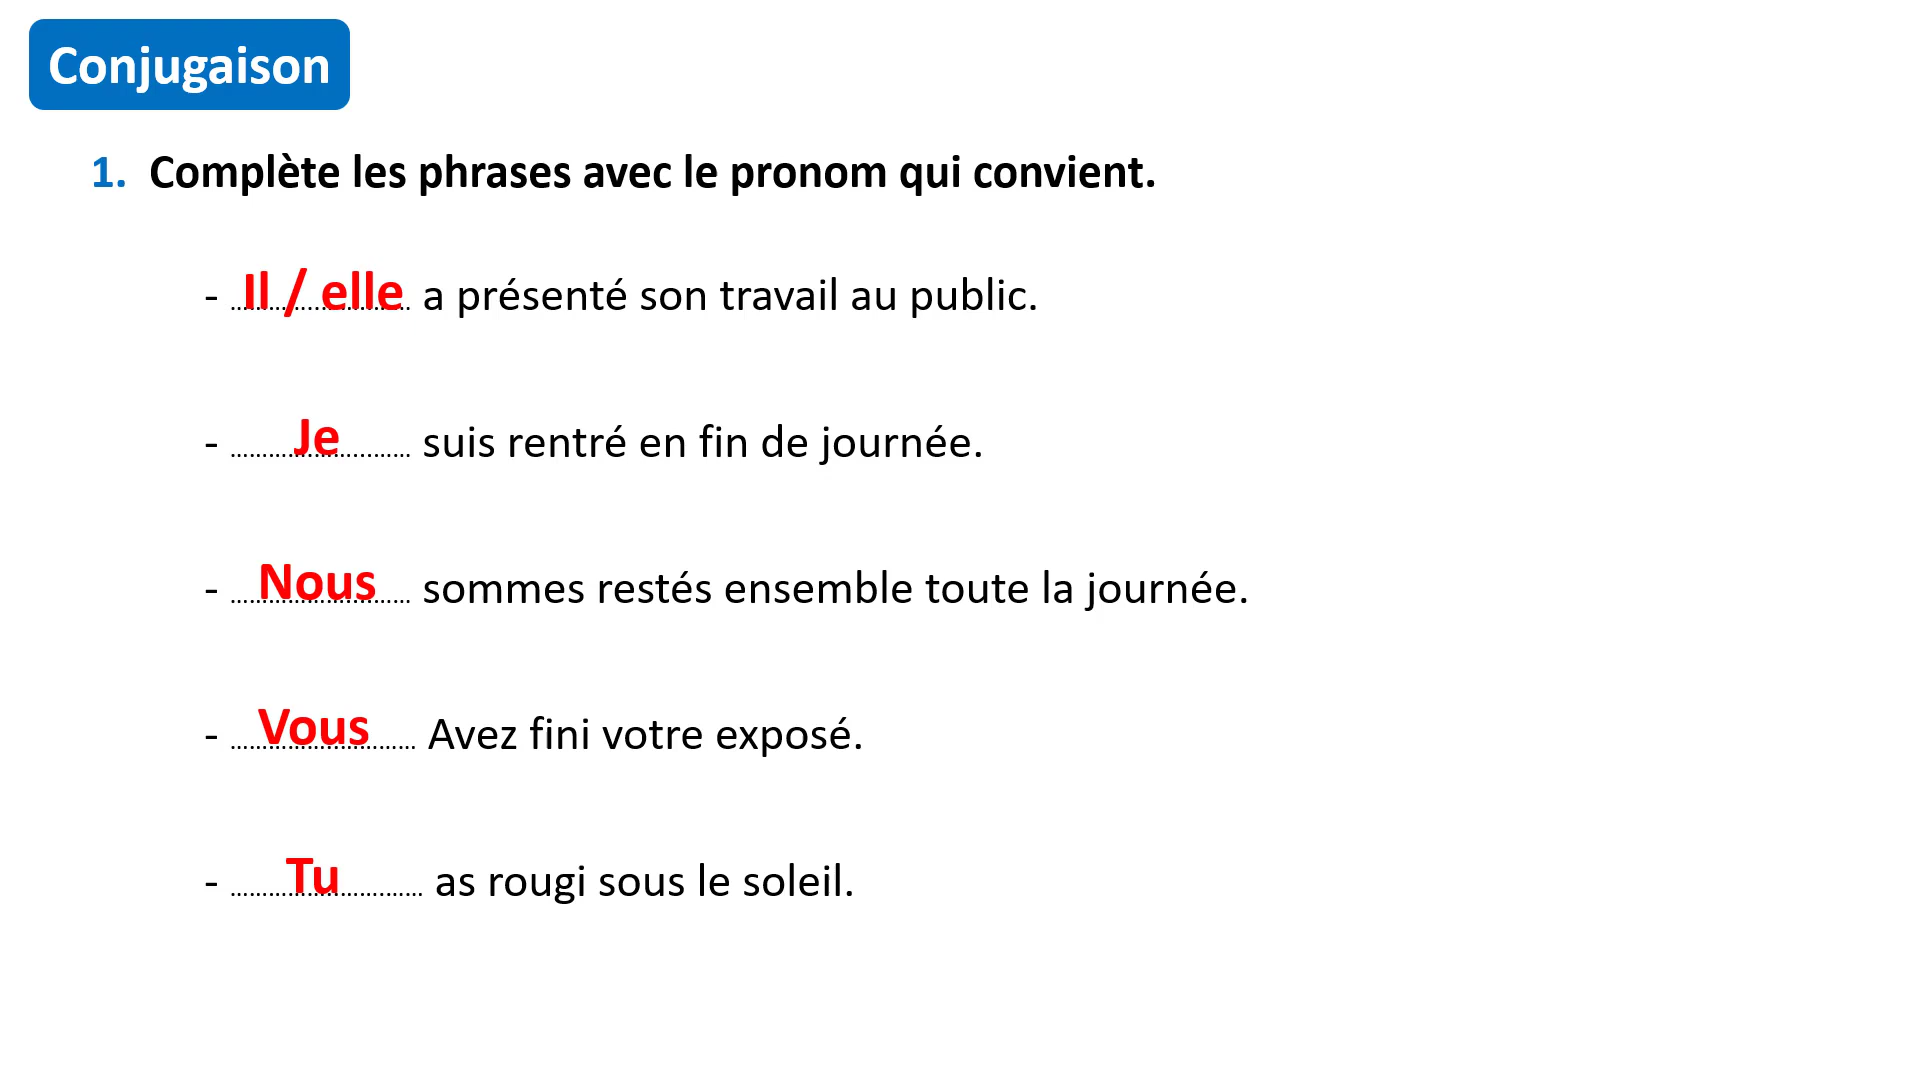 Conjugaison
1. Complète les phrases avec le pronom qui convient.
- Il / elle a présenté son travail au public.
- Je suis rentré en fin de journée.
- Nous sommes restés ensemble toute la journée.
- Vous Avez fini votre exposé.
- Tu as rougi sous le soleil.